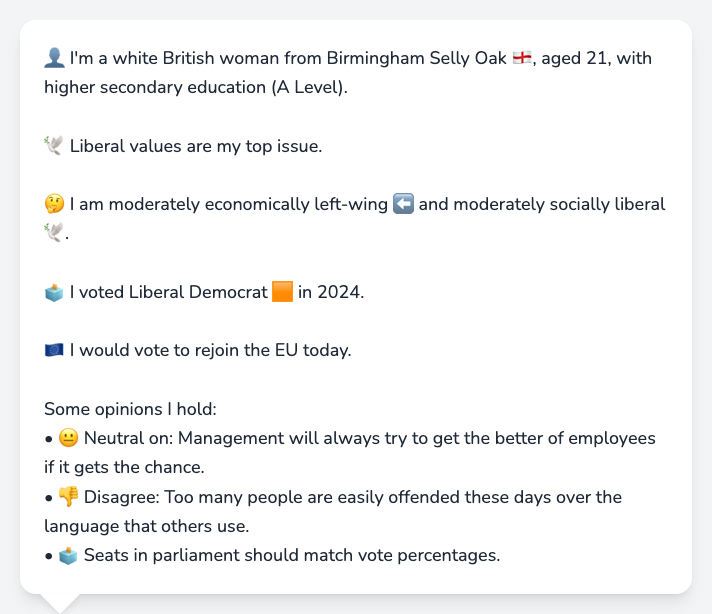 👤 I'm a white British woman from Birmingham Selly Oak 🏴󠁧󠁢󠁥󠁮󠁧󠁿, aged 21, with
higher secondary education (A Level).
🕊️ Liberal values are my top issue.
🤔 I am moderately economically left-wing ⬅️ and moderately socially liberal
🕊️.
🗳️ I voted Liberal Democrat 🟧 in 2024.
🇪🇺 I would vote to rejoin the EU today.
Some opinions I hold:
• 😐 Neutral on: Management will always try to get the better of employees
if it gets the chance.
• 👎 Disagree: Too many people are easily offended these days over the
language that others use.
• 🗳️ Seats in parliament should match vote percentages.